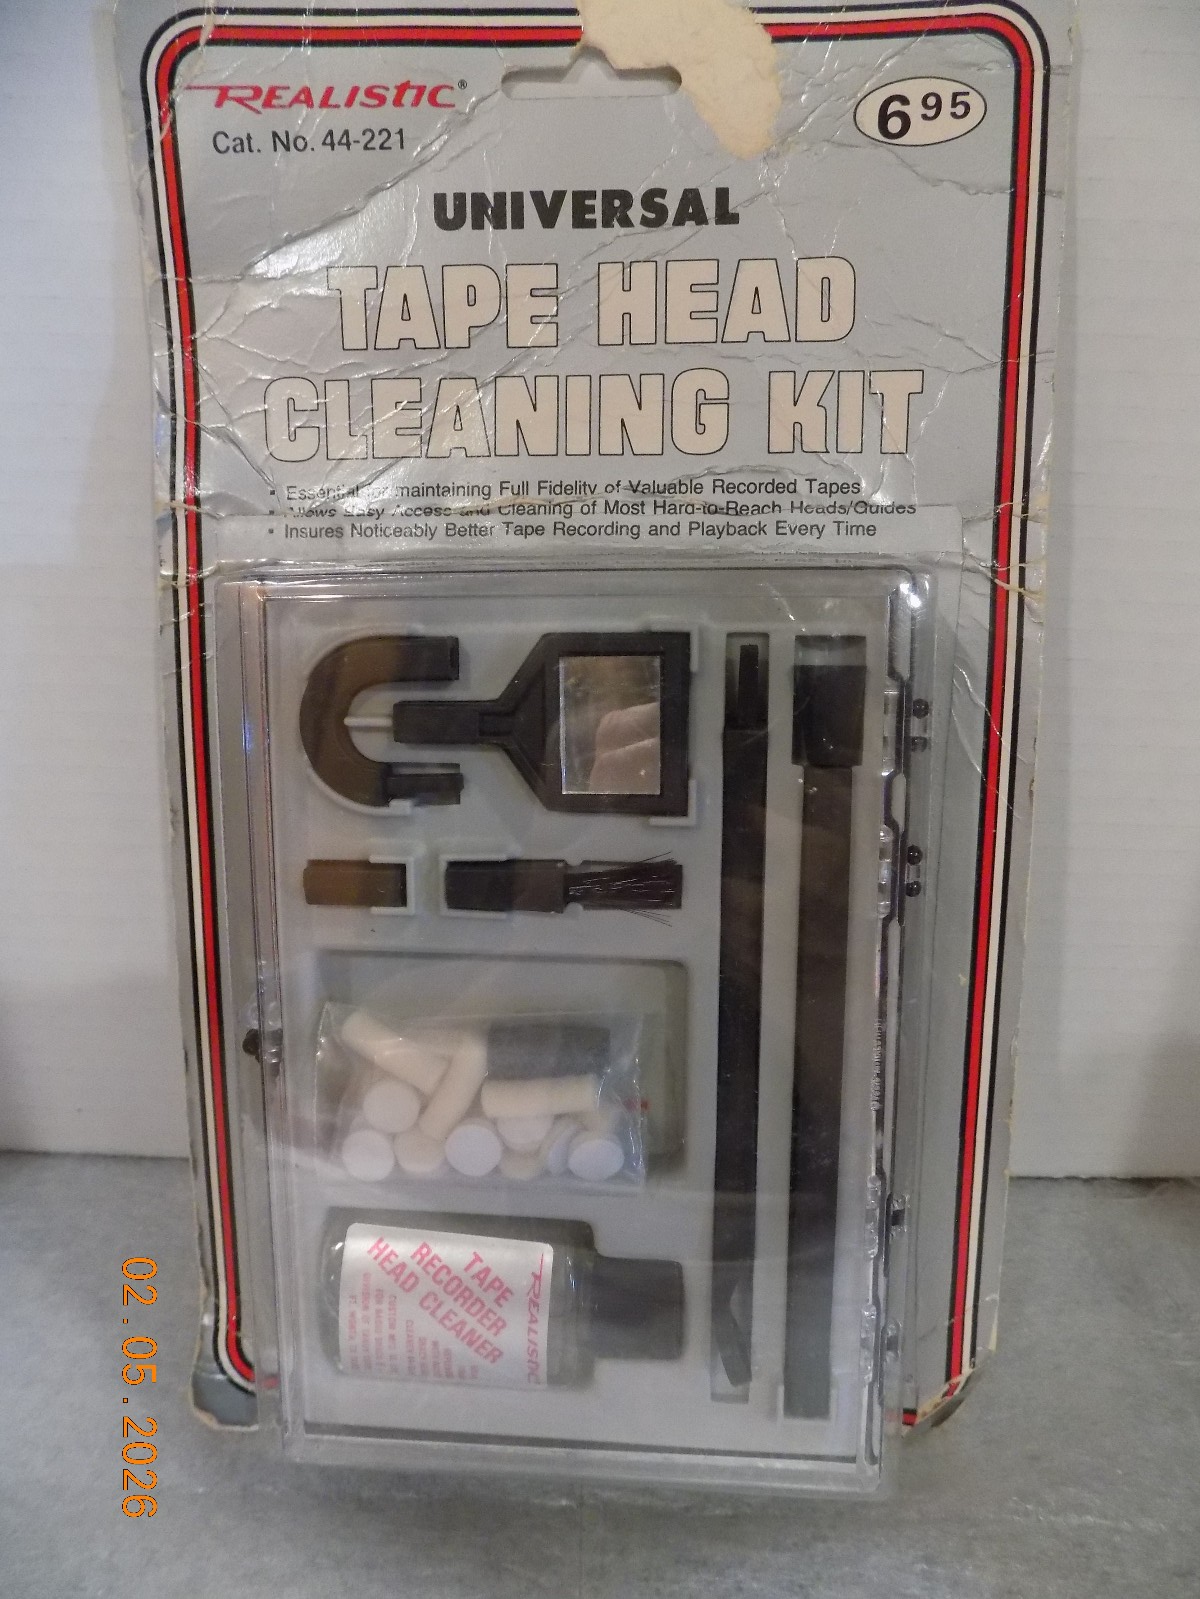 REALISTIC®
Cat. No. 44-221
6 95
UNIVERSAL
TAPE HEAD
CLEANING KIT
• Essential for maintaining Full Fidelity of Valuable Recorded Tapes
• Allows Easy Access and Cleaning of Most Hard-to-Reach Heads/Guides
• Insures Noticeably Better Tape Recording and Playback Every Time
REALISTIC
TAPE
RECORDER
HEAD CLEANER
02.05.2026